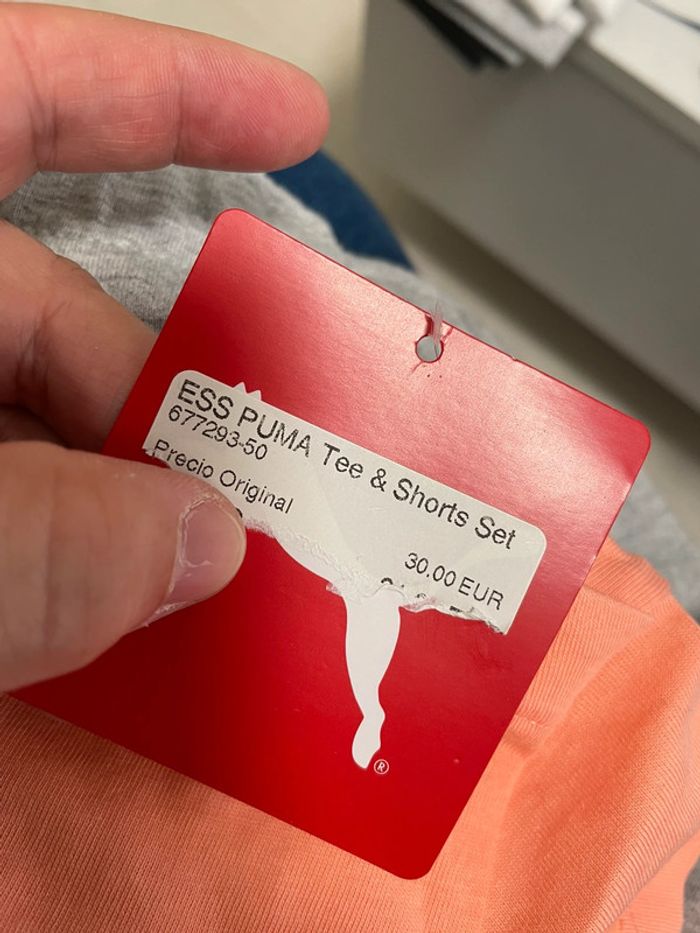 ESS PUMA Tee & Shorts Set
677293-50
Precio Original
30.00 EUR
®